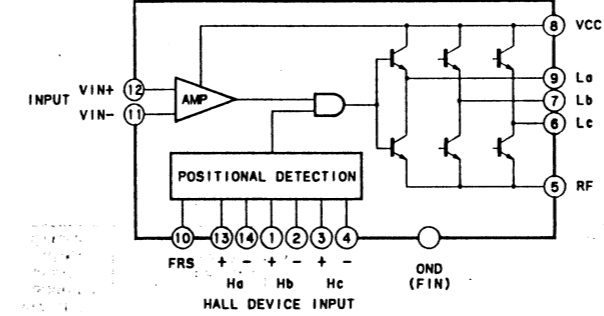 8 VCC
9 La
7 Lb
6 Lc
5 RF
INPUT
VIN+ 12
VIN- 11
AMP
POSITIONAL DETECTION
10 13 14 1 2 3 4
FRS + - + - + -
Ha Hb Hc
HALL DEVICE INPUT
OND
(FIN)